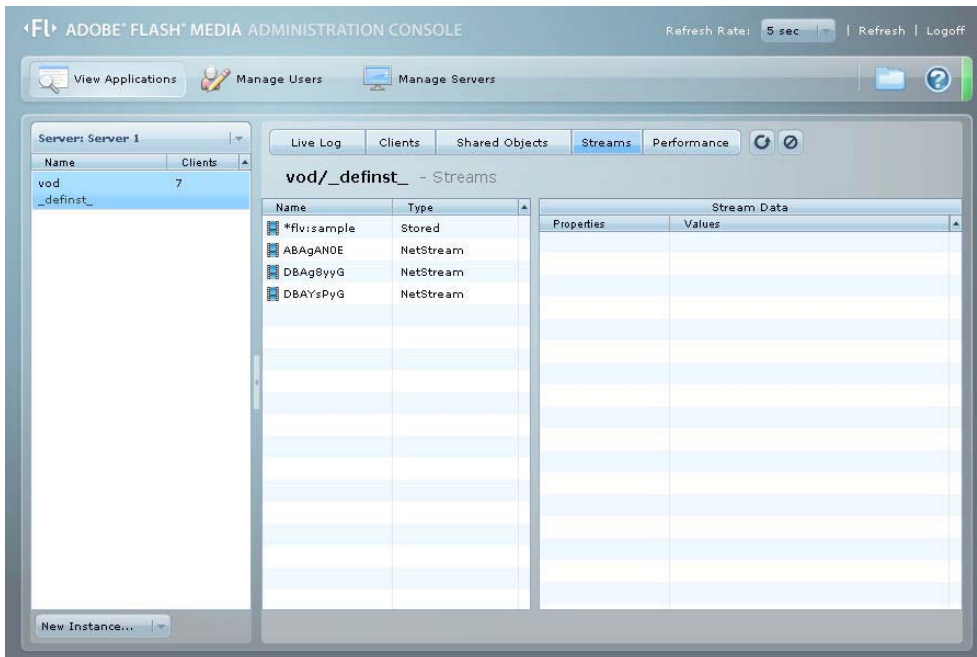 ADOBE® FLASH® MEDIA ADMINISTRATION CONSOLE
Refresh Rate: 5 sec | Refresh | Logoff
View Applications
Manage Users
Manage Servers
Server: Server 1
Name Clients
vod 7
_definst_
New Instance...
Live Log
Clients
Shared Objects
Streams
Performance
vod/_definst_ - Streams
Name Type
*flv:sample Stored
ABAgAN0E NetStream
DBAg8yyG NetStream
DBAYsPyG NetStream
Stream Data
Properties Values